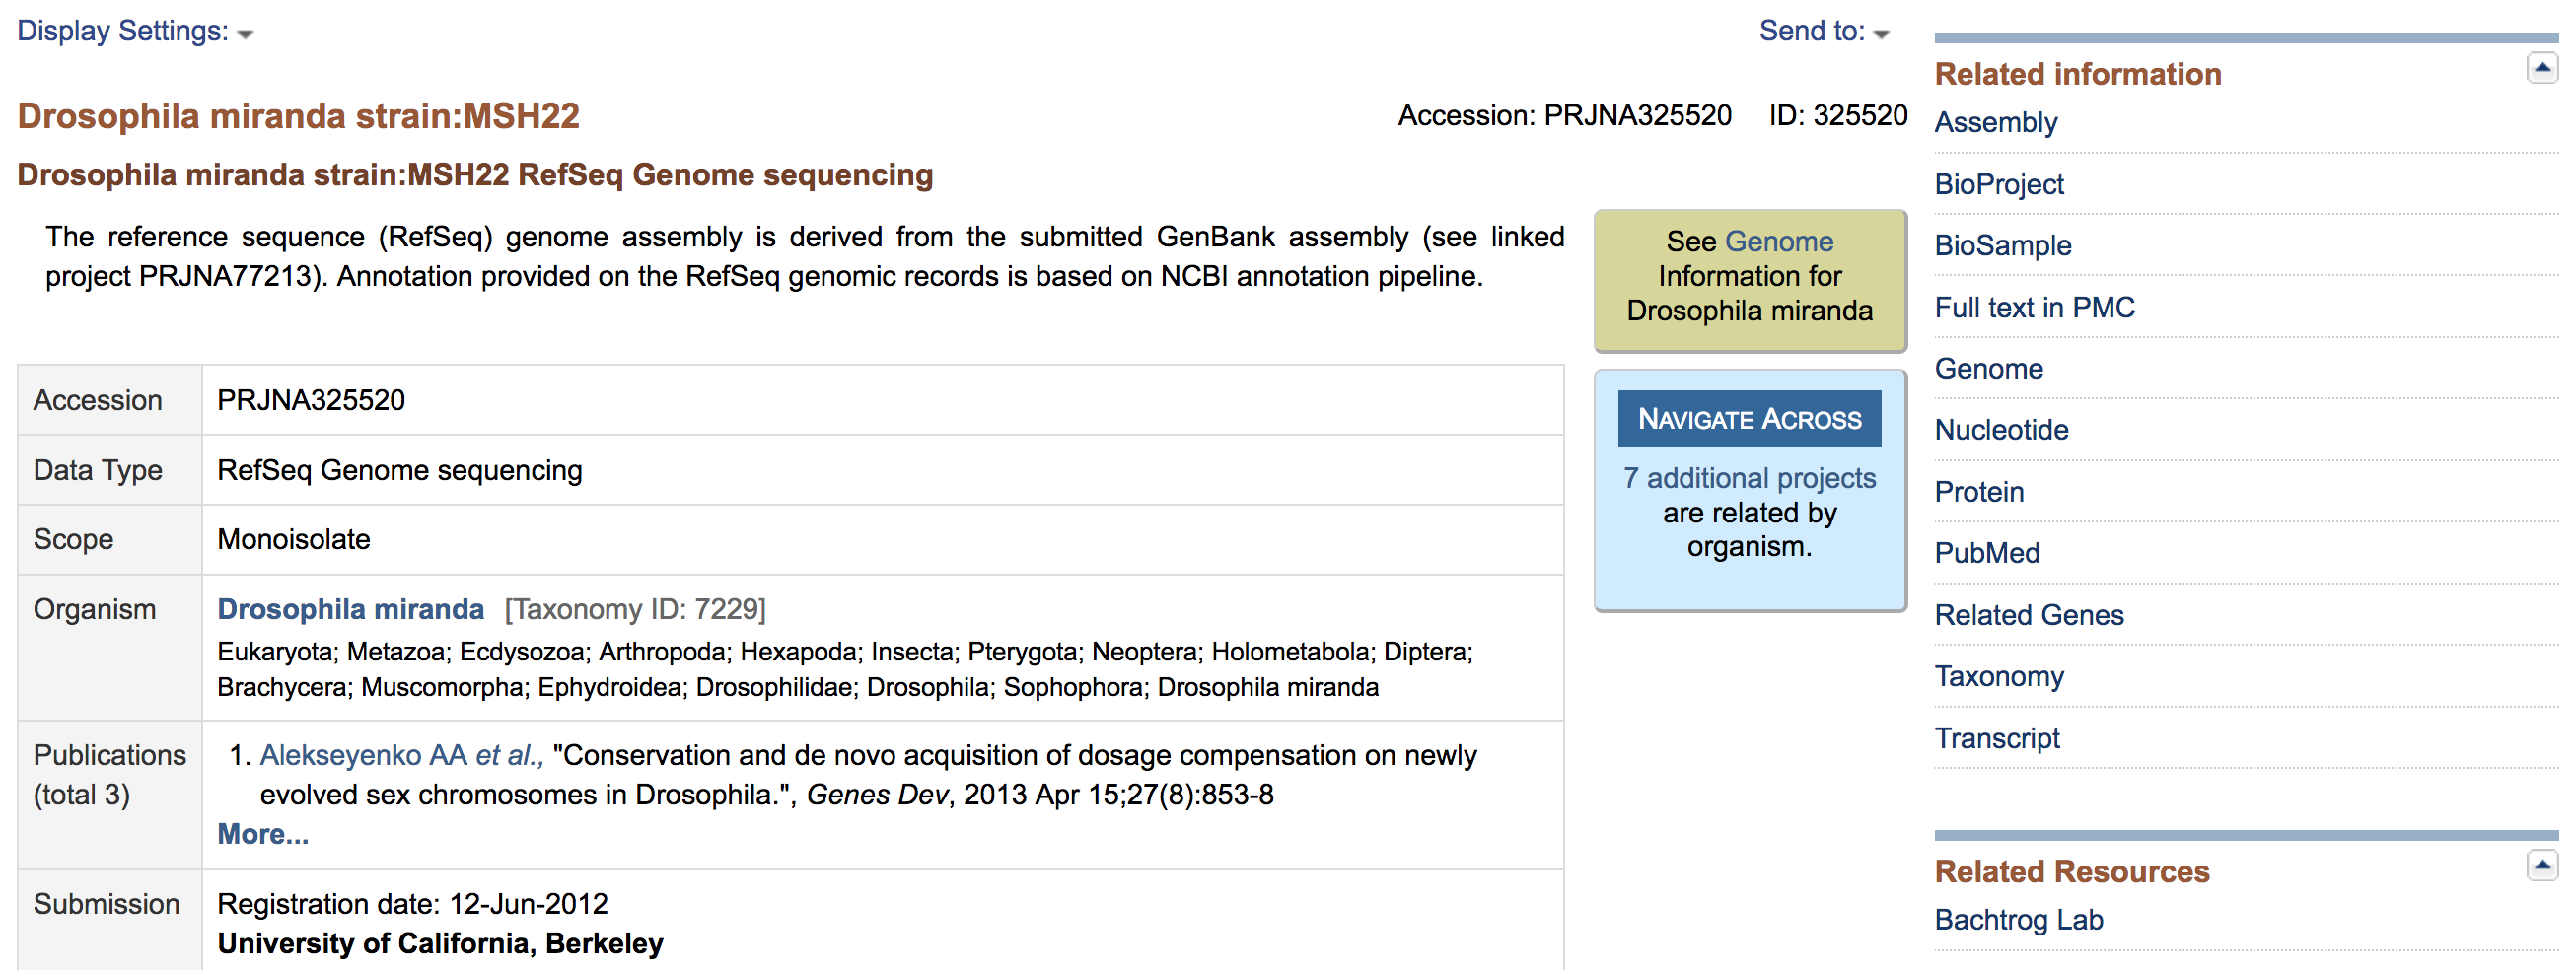 Display Settings:
Send to:
Drosophila miranda strain:MSH22
Accession: PRJNA325520 ID: 325520
Drosophila miranda strain:MSH22 RefSeq Genome sequencing
The reference sequence (RefSeq) genome assembly is derived from the submitted GenBank assembly (see linked
project PRJNA77213). Annotation provided on the RefSeq genomic records is based on NCBI annotation pipeline.
See Genome
Information for
Drosophila miranda
NAVIGATE ACROSS
7 additional projects
are related by
organism.
Accession PRJNA325520
Data Type RefSeq Genome sequencing
Scope Monoisolate
Organism Drosophila miranda [Taxonomy ID: 7229]
Eukaryota; Metazoa; Ecdysozoa; Arthropoda; Hexapoda; Insecta; Pterygota; Neoptera; Holometabola; Diptera;
Brachycera; Muscomorpha; Ephydroidea; Drosophilidae; Drosophila; Sophophora; Drosophila miranda
Publications
(total 3)
1. Alekseyenko AA et al., "Conservation and de novo acquisition of dosage compensation on newly
evolved sex chromosomes in Drosophila.", Genes Dev, 2013 Apr 15;27(8):853-8
More...
Submission Registration date: 12-Jun-2012
University of California, Berkeley
Related information
Assembly
BioProject
BioSample
Full text in PMC
Genome
Nucleotide
Protein
PubMed
Related Genes
Taxonomy
Transcript
Related Resources
Bachtrog Lab